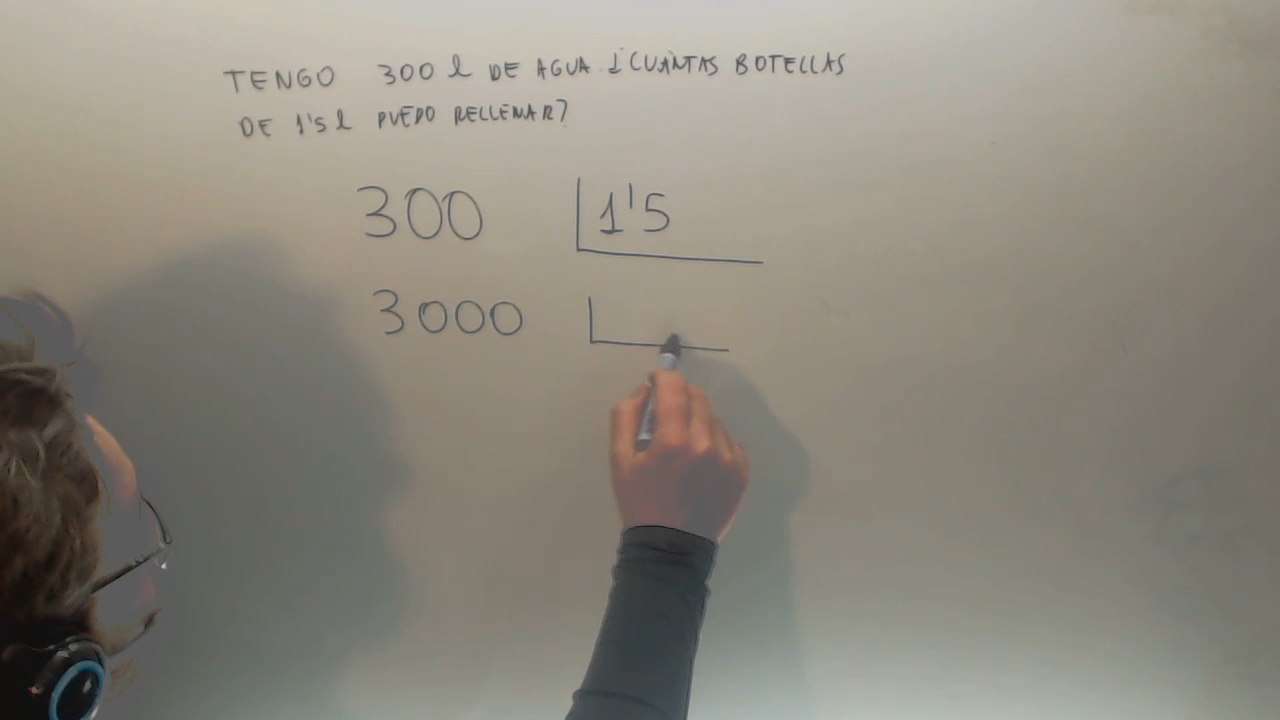 TENGO 300 l DE AGUA ¿CUÁNTAS BOTELLAS
DE 1'5 l PUEDO RELLENAR?
300 1'5
3000